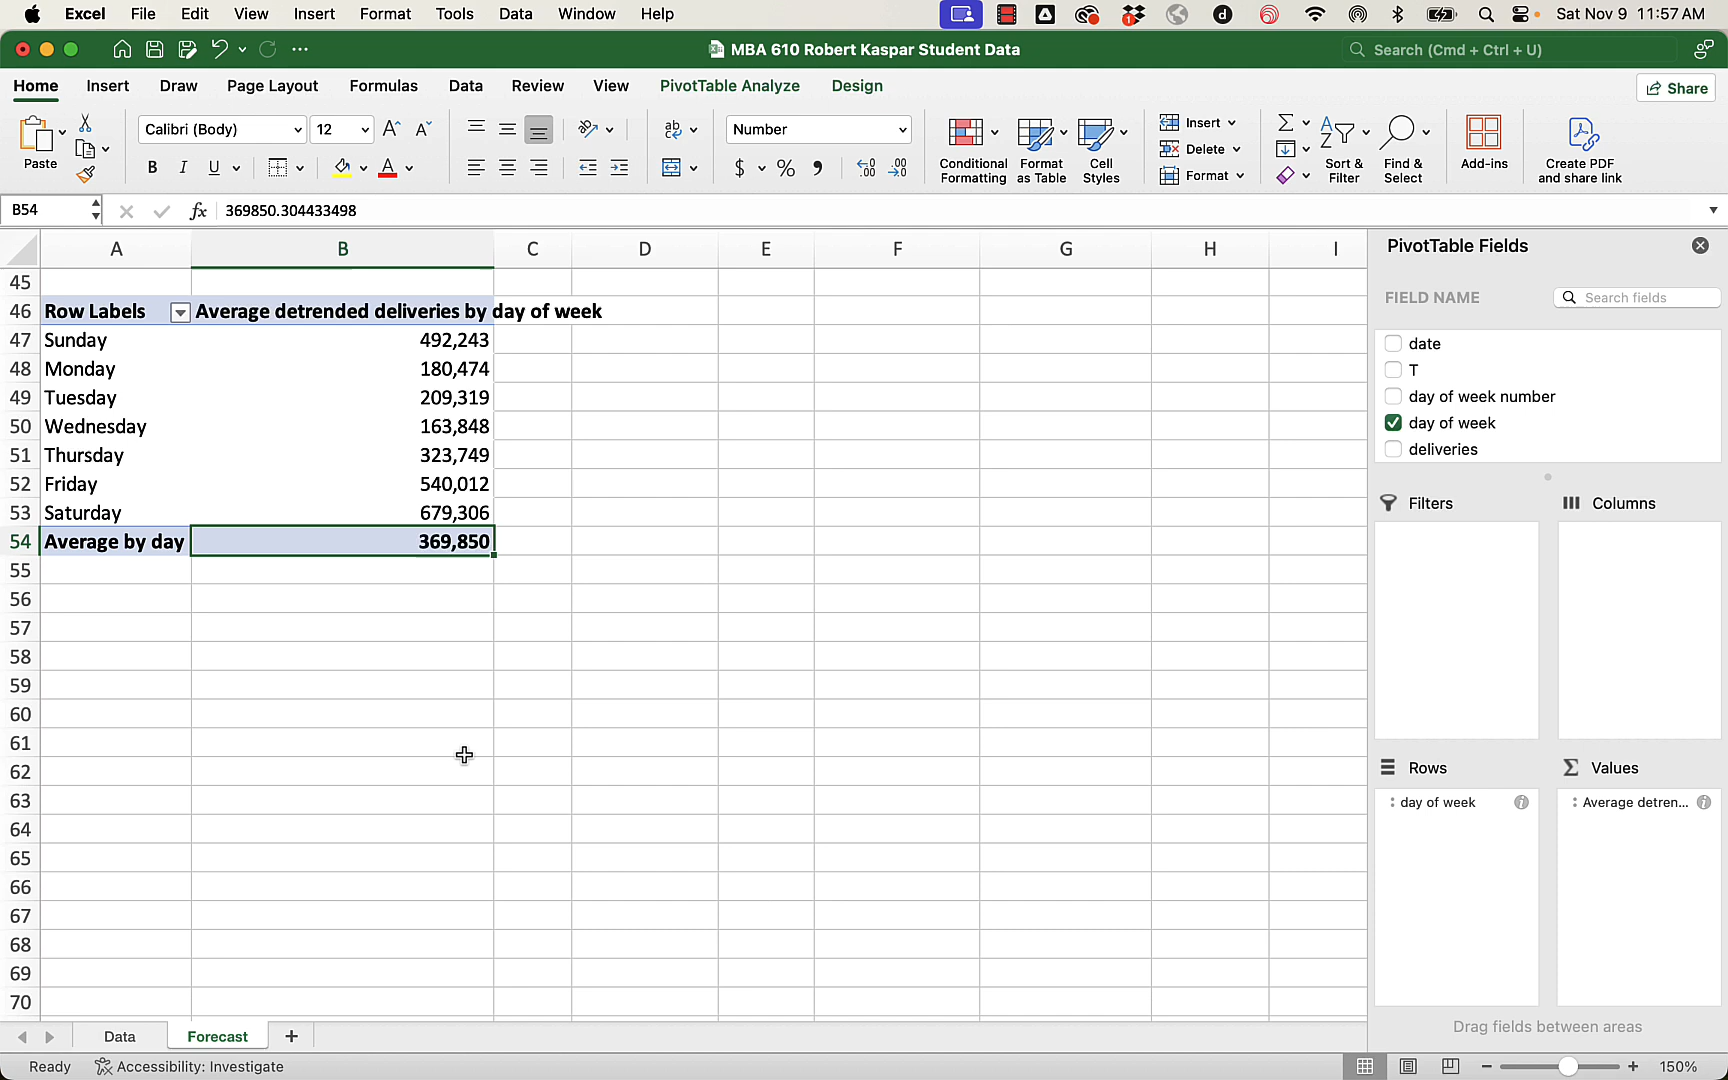 Excel File Edit View Insert Format Tools Data Window Help Sat Nov 9 11:57 AM
MBA 610 Robert Kaspar Student Data
Search (Cmd + Ctrl + U)
Home Insert Draw Page Layout Formulas Data Review View PivotTable Analyze Design Share
Paste
Calibri (Body) 12
B I U
Number
$ %
Conditional Formatting
Format as Table
Cell Styles
Insert
Delete
Format
Sort & Filter
Find & Select
Add-ins
Create PDF and share link
B54 fx 369850.304433498
A B C D E F G H I
45
46 Row Labels Average detrended deliveries by day of week
47 Sunday 492,243
48 Monday 180,474
49 Tuesday 209,319
50 Wednesday 163,848
51 Thursday 323,749
52 Friday 540,012
53 Saturday 679,306
54 Average by day 369,850
55
56
57
58
59
60
61
62
63
64
65
66
67
68
69
70
PivotTable Fields
FIELD NAME Search fields
date
T
day of week number
day of week
deliveries
Filters Columns
Rows Values
day of week Average detren...
Drag fields between areas
Data Forecast +
Ready Accessibility: Investigate 150%